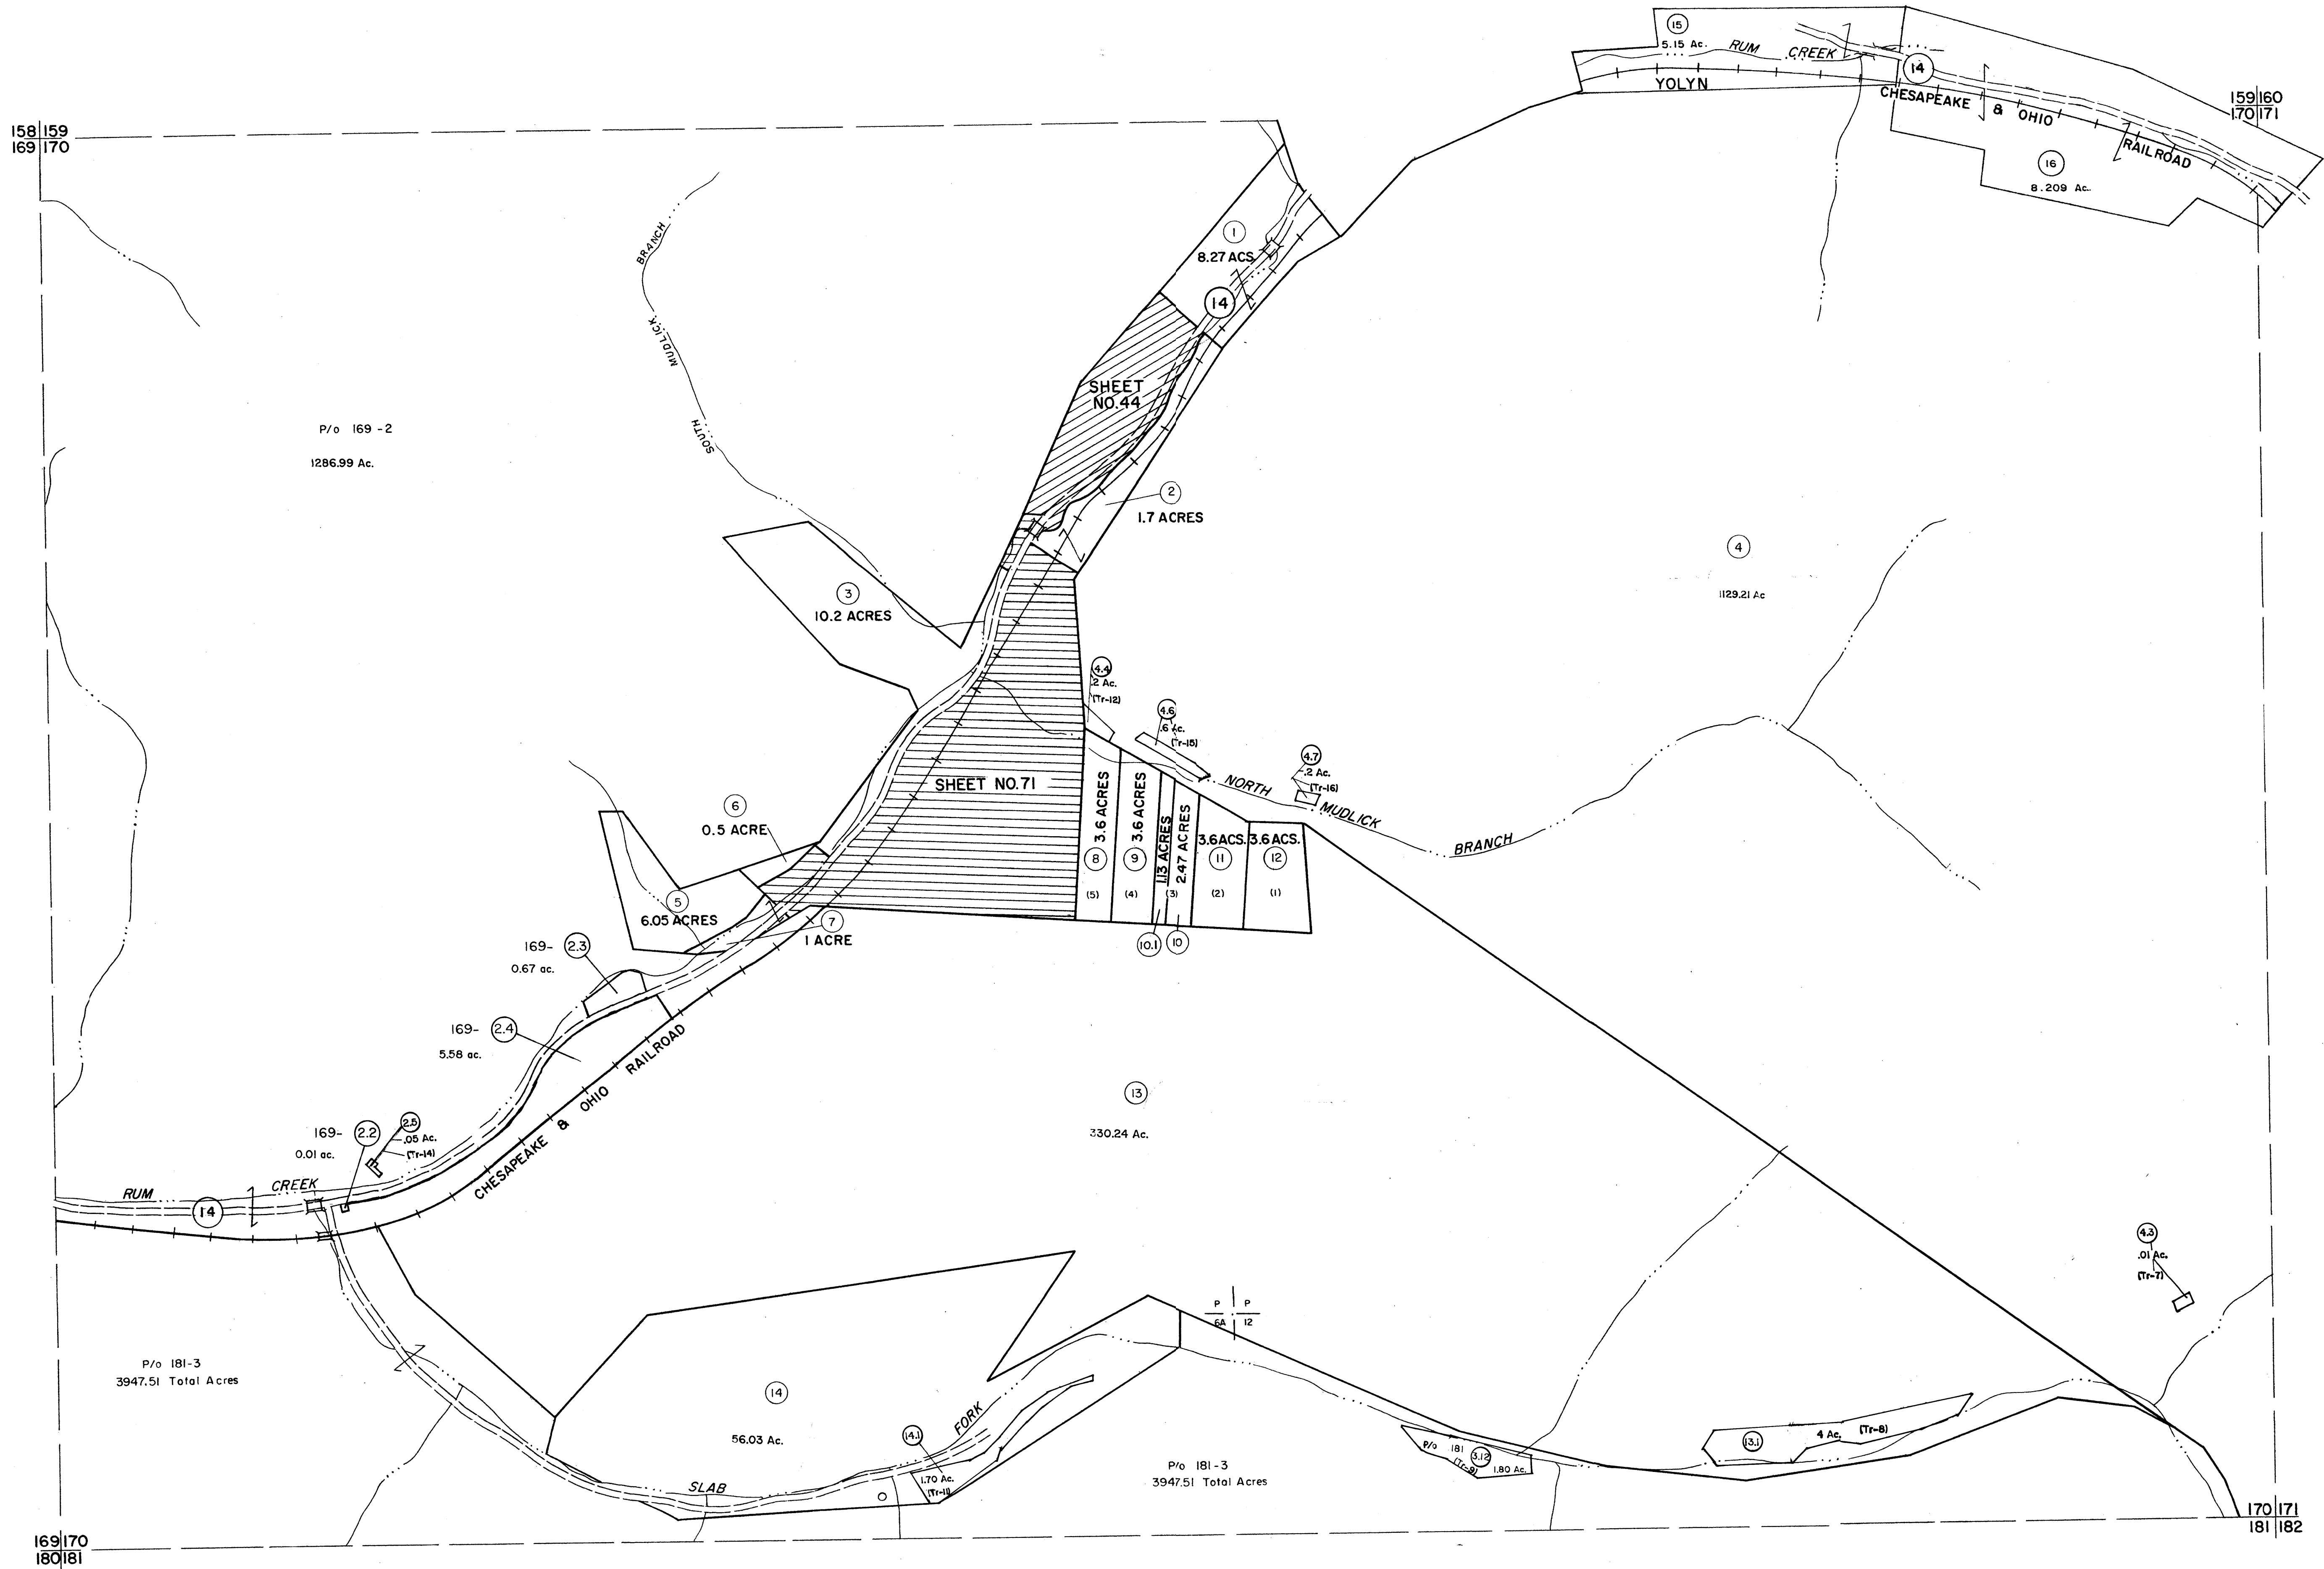 15
5.15 Ac.
RUM CREEK
YOLYN
14
CHESAPEAKE & OHIO RAILROAD
159 160
170 171
16
8.209 Ac.
158 159
169 170
BRANCH
MUDLICK
SOUTH
1
8.27 ACS.
14
SHEET
NO.44
P/o 169-2
1286.99 Ac.
2
1.7 ACRES
3
10.2 ACRES
4
1129.21 Ac
4.4
.2 Ac.
(Tr-12)
4.6
.6 Ac.
(Tr-15)
4.7
.2 Ac.
(Tr-16)
NORTH MUDLICK BRANCH
SHEET NO.71
6
0.5 ACRE
3.6 ACRES
8
(5)
3.6 ACRES
9
(4)
1.13 ACRES
2.47 ACRES
(3)
3.6 ACS.
11
(2)
3.6 ACS.
12
(1)
10.1
10
5
6.05 ACRES
7
1 ACRE
169- 2.3
0.67 ac.
169- 2.4
5.58 ac.
CHESAPEAKE & OHIO RAILROAD
13
330.24 Ac.
169- 2.2
0.01 ac.
2.5
.05 Ac.
(Tr-14)
RUM CREEK
14
4.3
.01 Ac.
(Tr-7)
P P
6A 12
P/o 181-3
3947.51 Total Acres
14
56.03 Ac.
FORK
14.1
1.70 Ac.
(Tr-11)
SLAB
P/o 181
3.12
(Tr-9)
1.80 Ac.
13.1
4 Ac.
(Tr-8)
P/o 181-3
3947.51 Total Acres
169 170
180 181
170 171
181 182